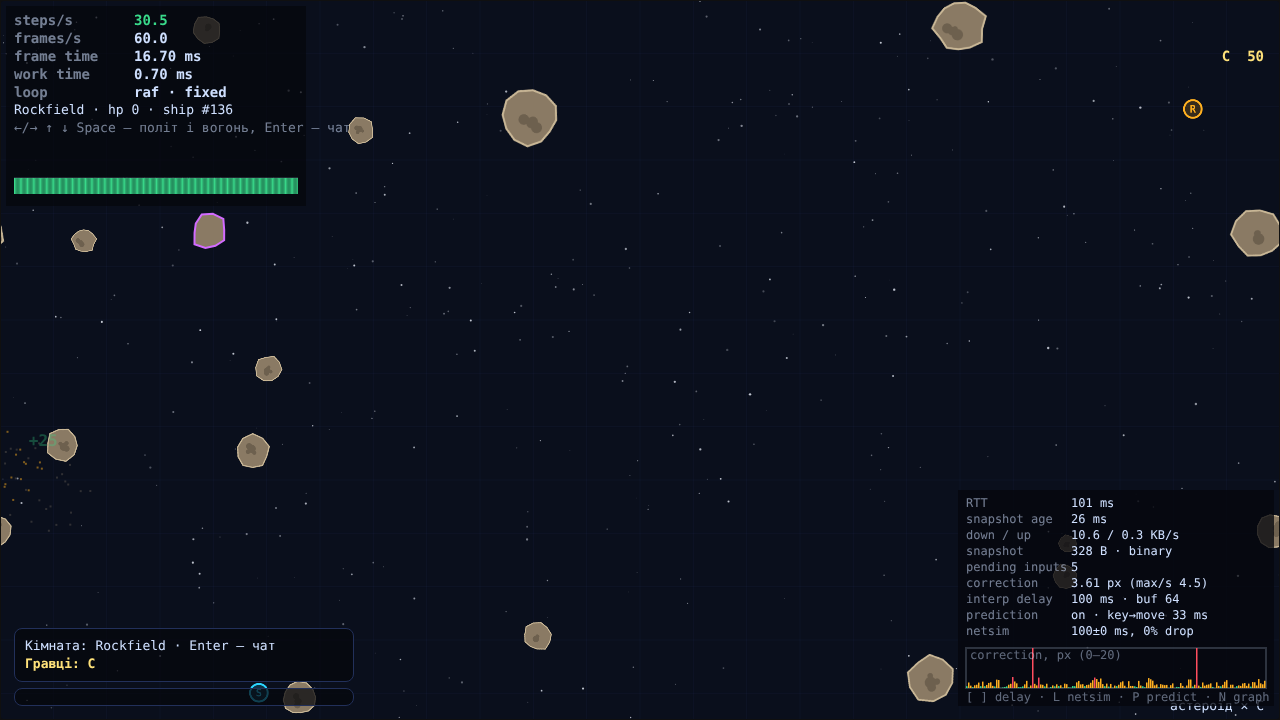 steps/s 30.5
frames/s 60.0
frame time 16.70 ms
work time 0.70 ms
loop raf · fixed
Rockfield · hp 0 · ship #136
←/→ ↑ ↓ Space — політ і вогонь, Enter — чат
C 50
R
RTT 101 ms
snapshot age 26 ms
down / up 10.6 / 0.3 KB/s
snapshot 328 B · binary
pending inputs 5
correction 3.61 px (max/s 4.5)
interp delay 100 ms · buf 64
prediction on · key→move 33 ms
netsim 100±0 ms, 0% drop
correction, px (0–20)
[ ] delay · L netsim · P predict · N graph
астероїд × C
Кімната: Rockfield · Enter — чат
Гравці: C
S